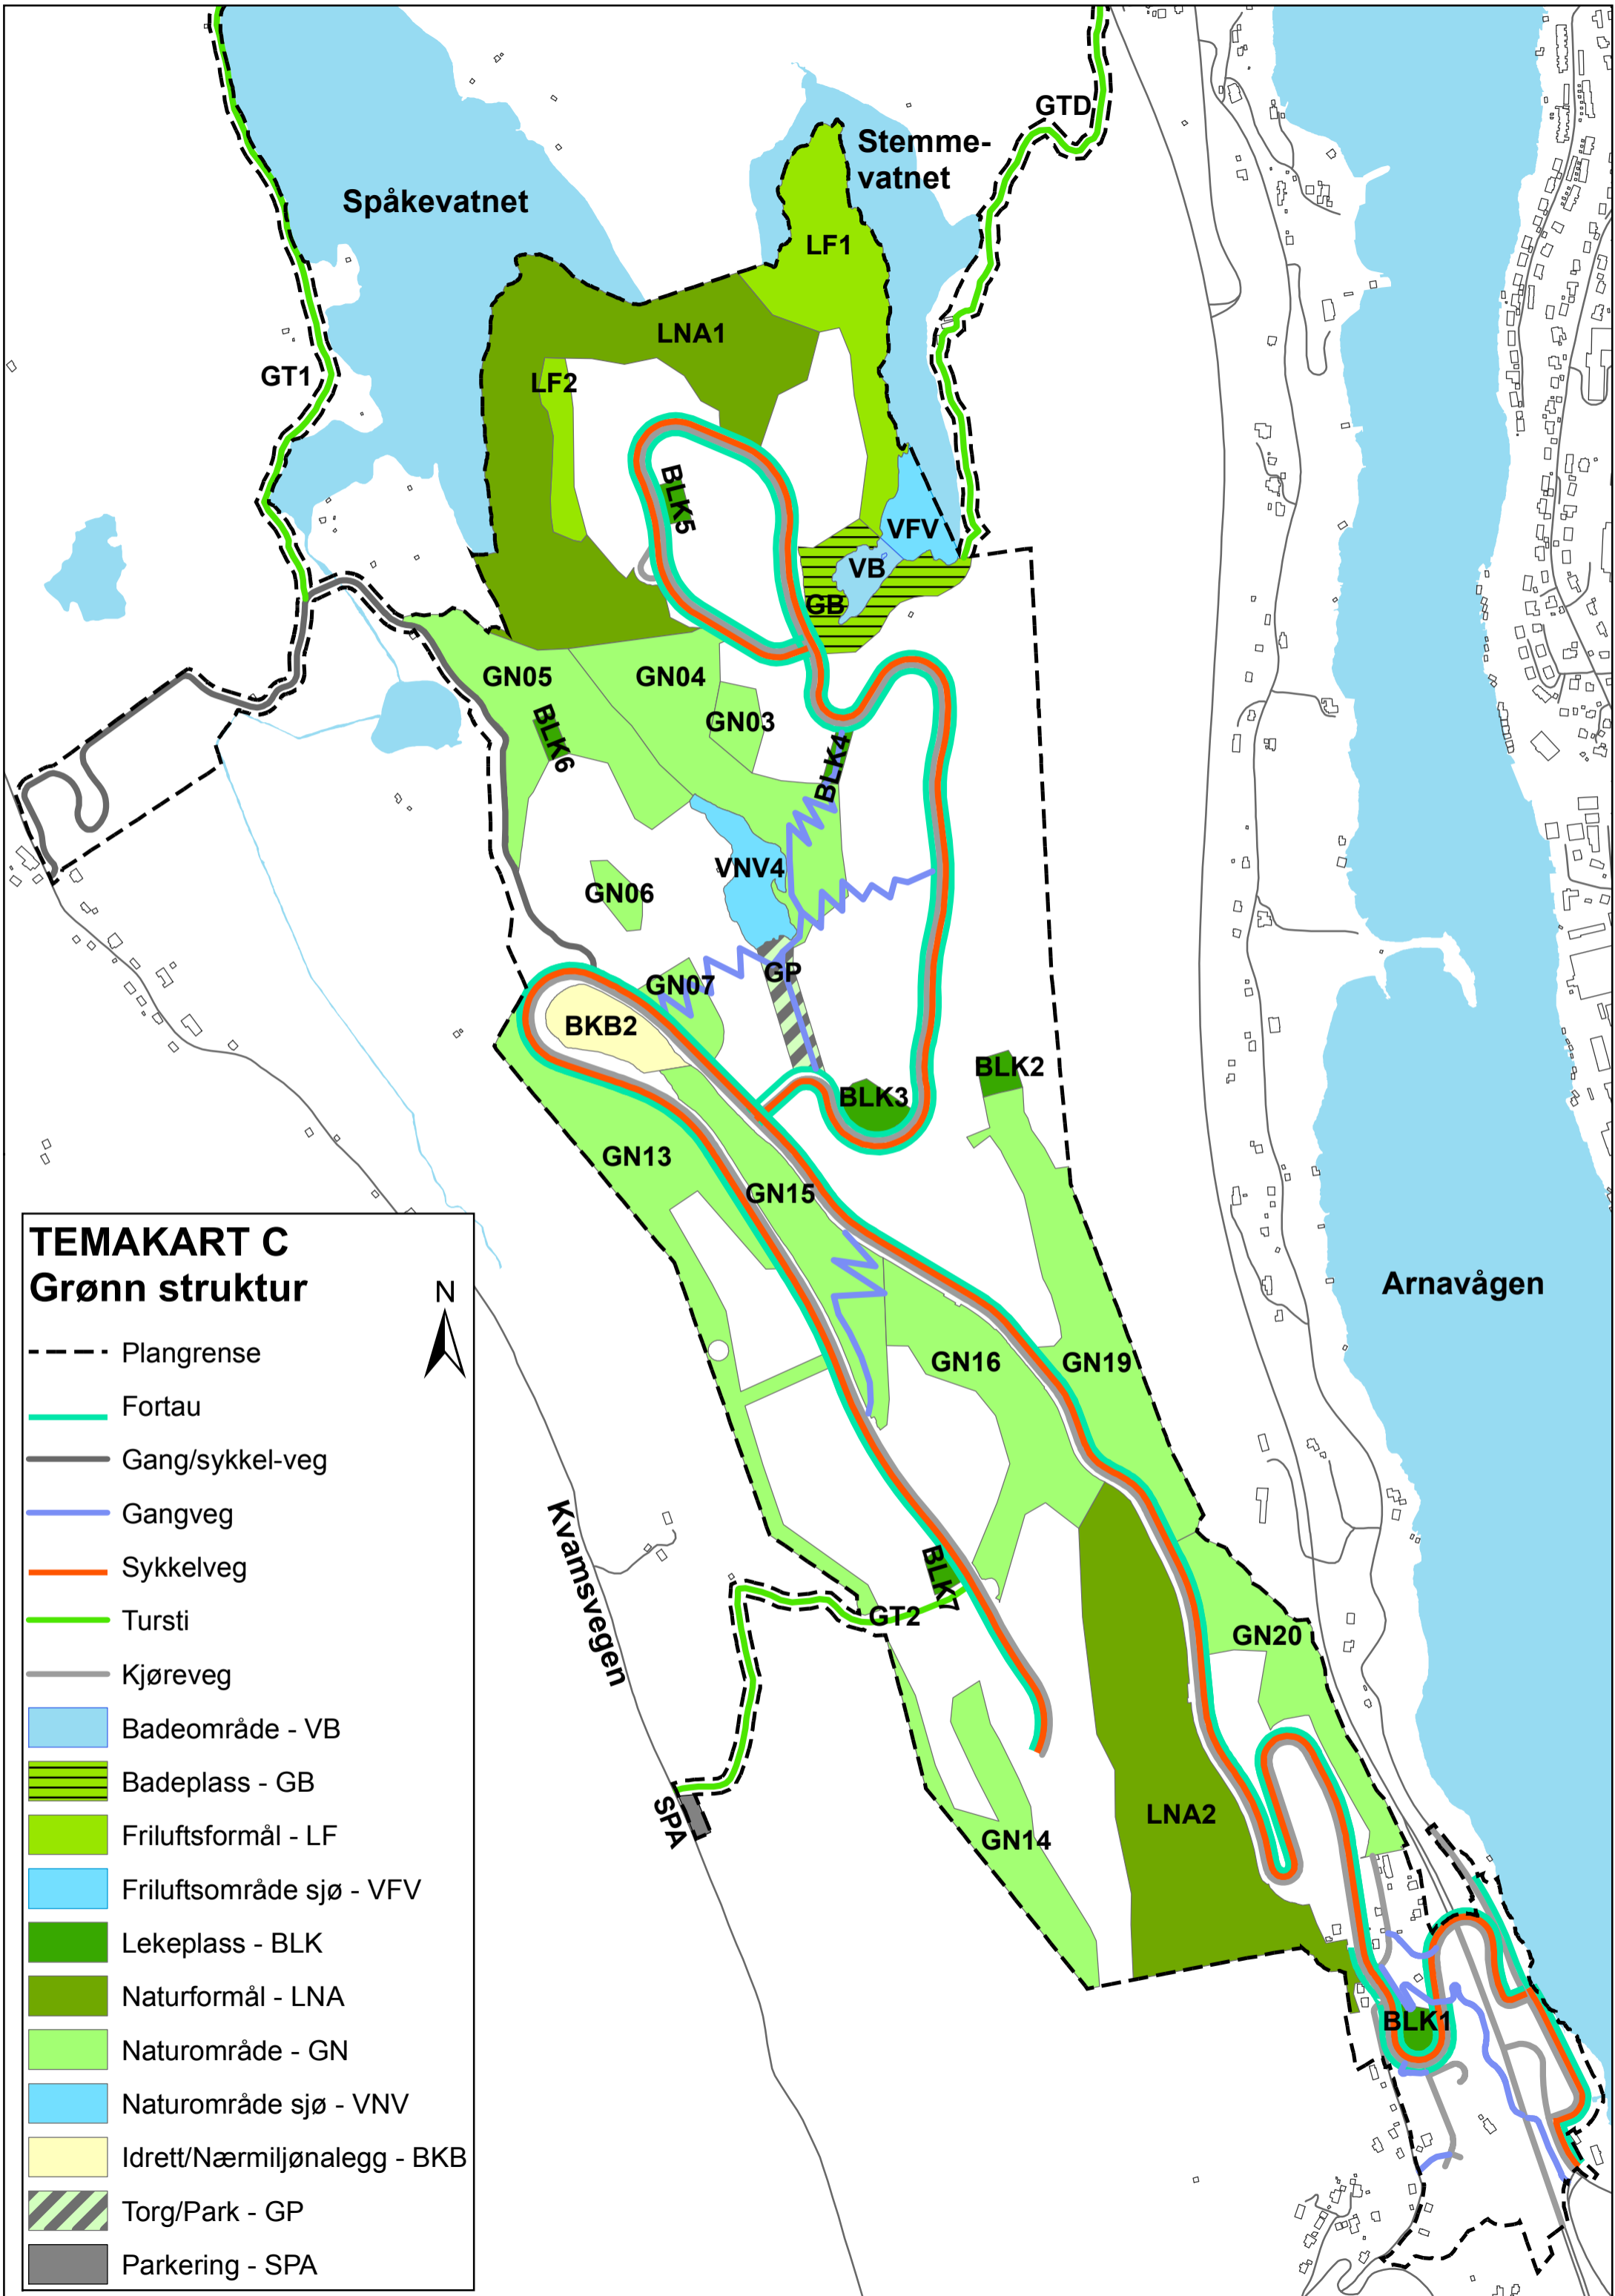 GTD
Stemme-
vatnet
Spåkevatnet
LF1
LNA1
GT1
LF2
BLK5
VFV
VB
GB
GN05
GN04
GN03
BLK6
BLK4
VNV4
GN06
GP
GN07
BKB2
BLK2
BLK3
GN13
GN15
Arnavågen
GN16
GN19
Kvamsvegen
BLK7
GT2
GN20
SPA
LNA2
GN14
BLK1
TEMAKART C
Grønn struktur
N
Plangrense
Fortau
Gang/sykkel-veg
Gangveg
Sykkelveg
Tursti
Kjøreveg
Badeområde - VB
Badeplass - GB
Friluftsformål - LF
Friluftsområde sjø - VFV
Lekeplass - BLK
Naturformål - LNA
Naturområde - GN
Naturområde sjø - VNV
Idrett/Nærmiljønalegg - BKB
Torg/Park - GP
Parkering - SPA